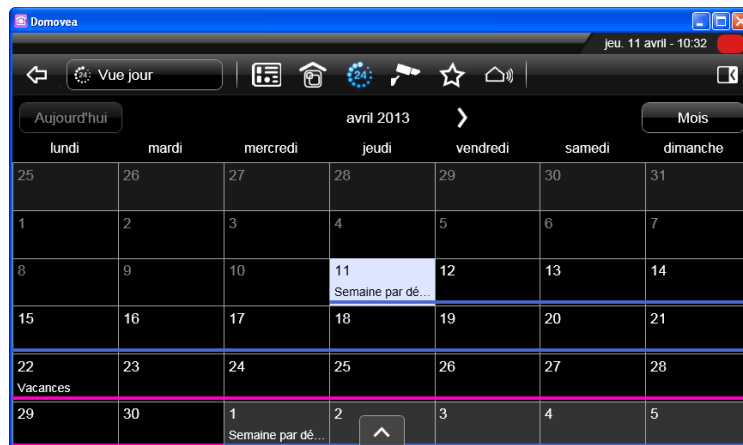 Domovea
jeu. 11 avril - 10:32
24 Vue jour 24
Aujourd'hui avril 2013 Mois
lundi mardi mercredi jeudi vendredi samedi dimanche
25 26 27 28 29 30 31
1 2 3 4 5 6 7
8 9 10 11 12 13 14
Semaine par dé...
15 16 17 18 19 20 21
22 23 24 25 26 27 28
Vacances
29 30 1 2 3 4 5
Semaine par dé...